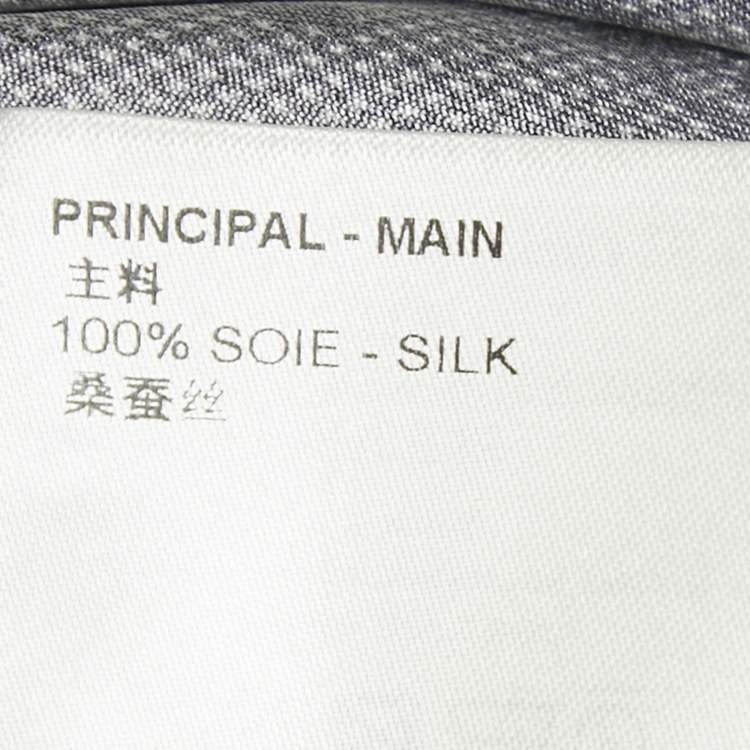 PRINCIPAL - MAIN
主料
100% SOIE - SILK
桑蚕丝